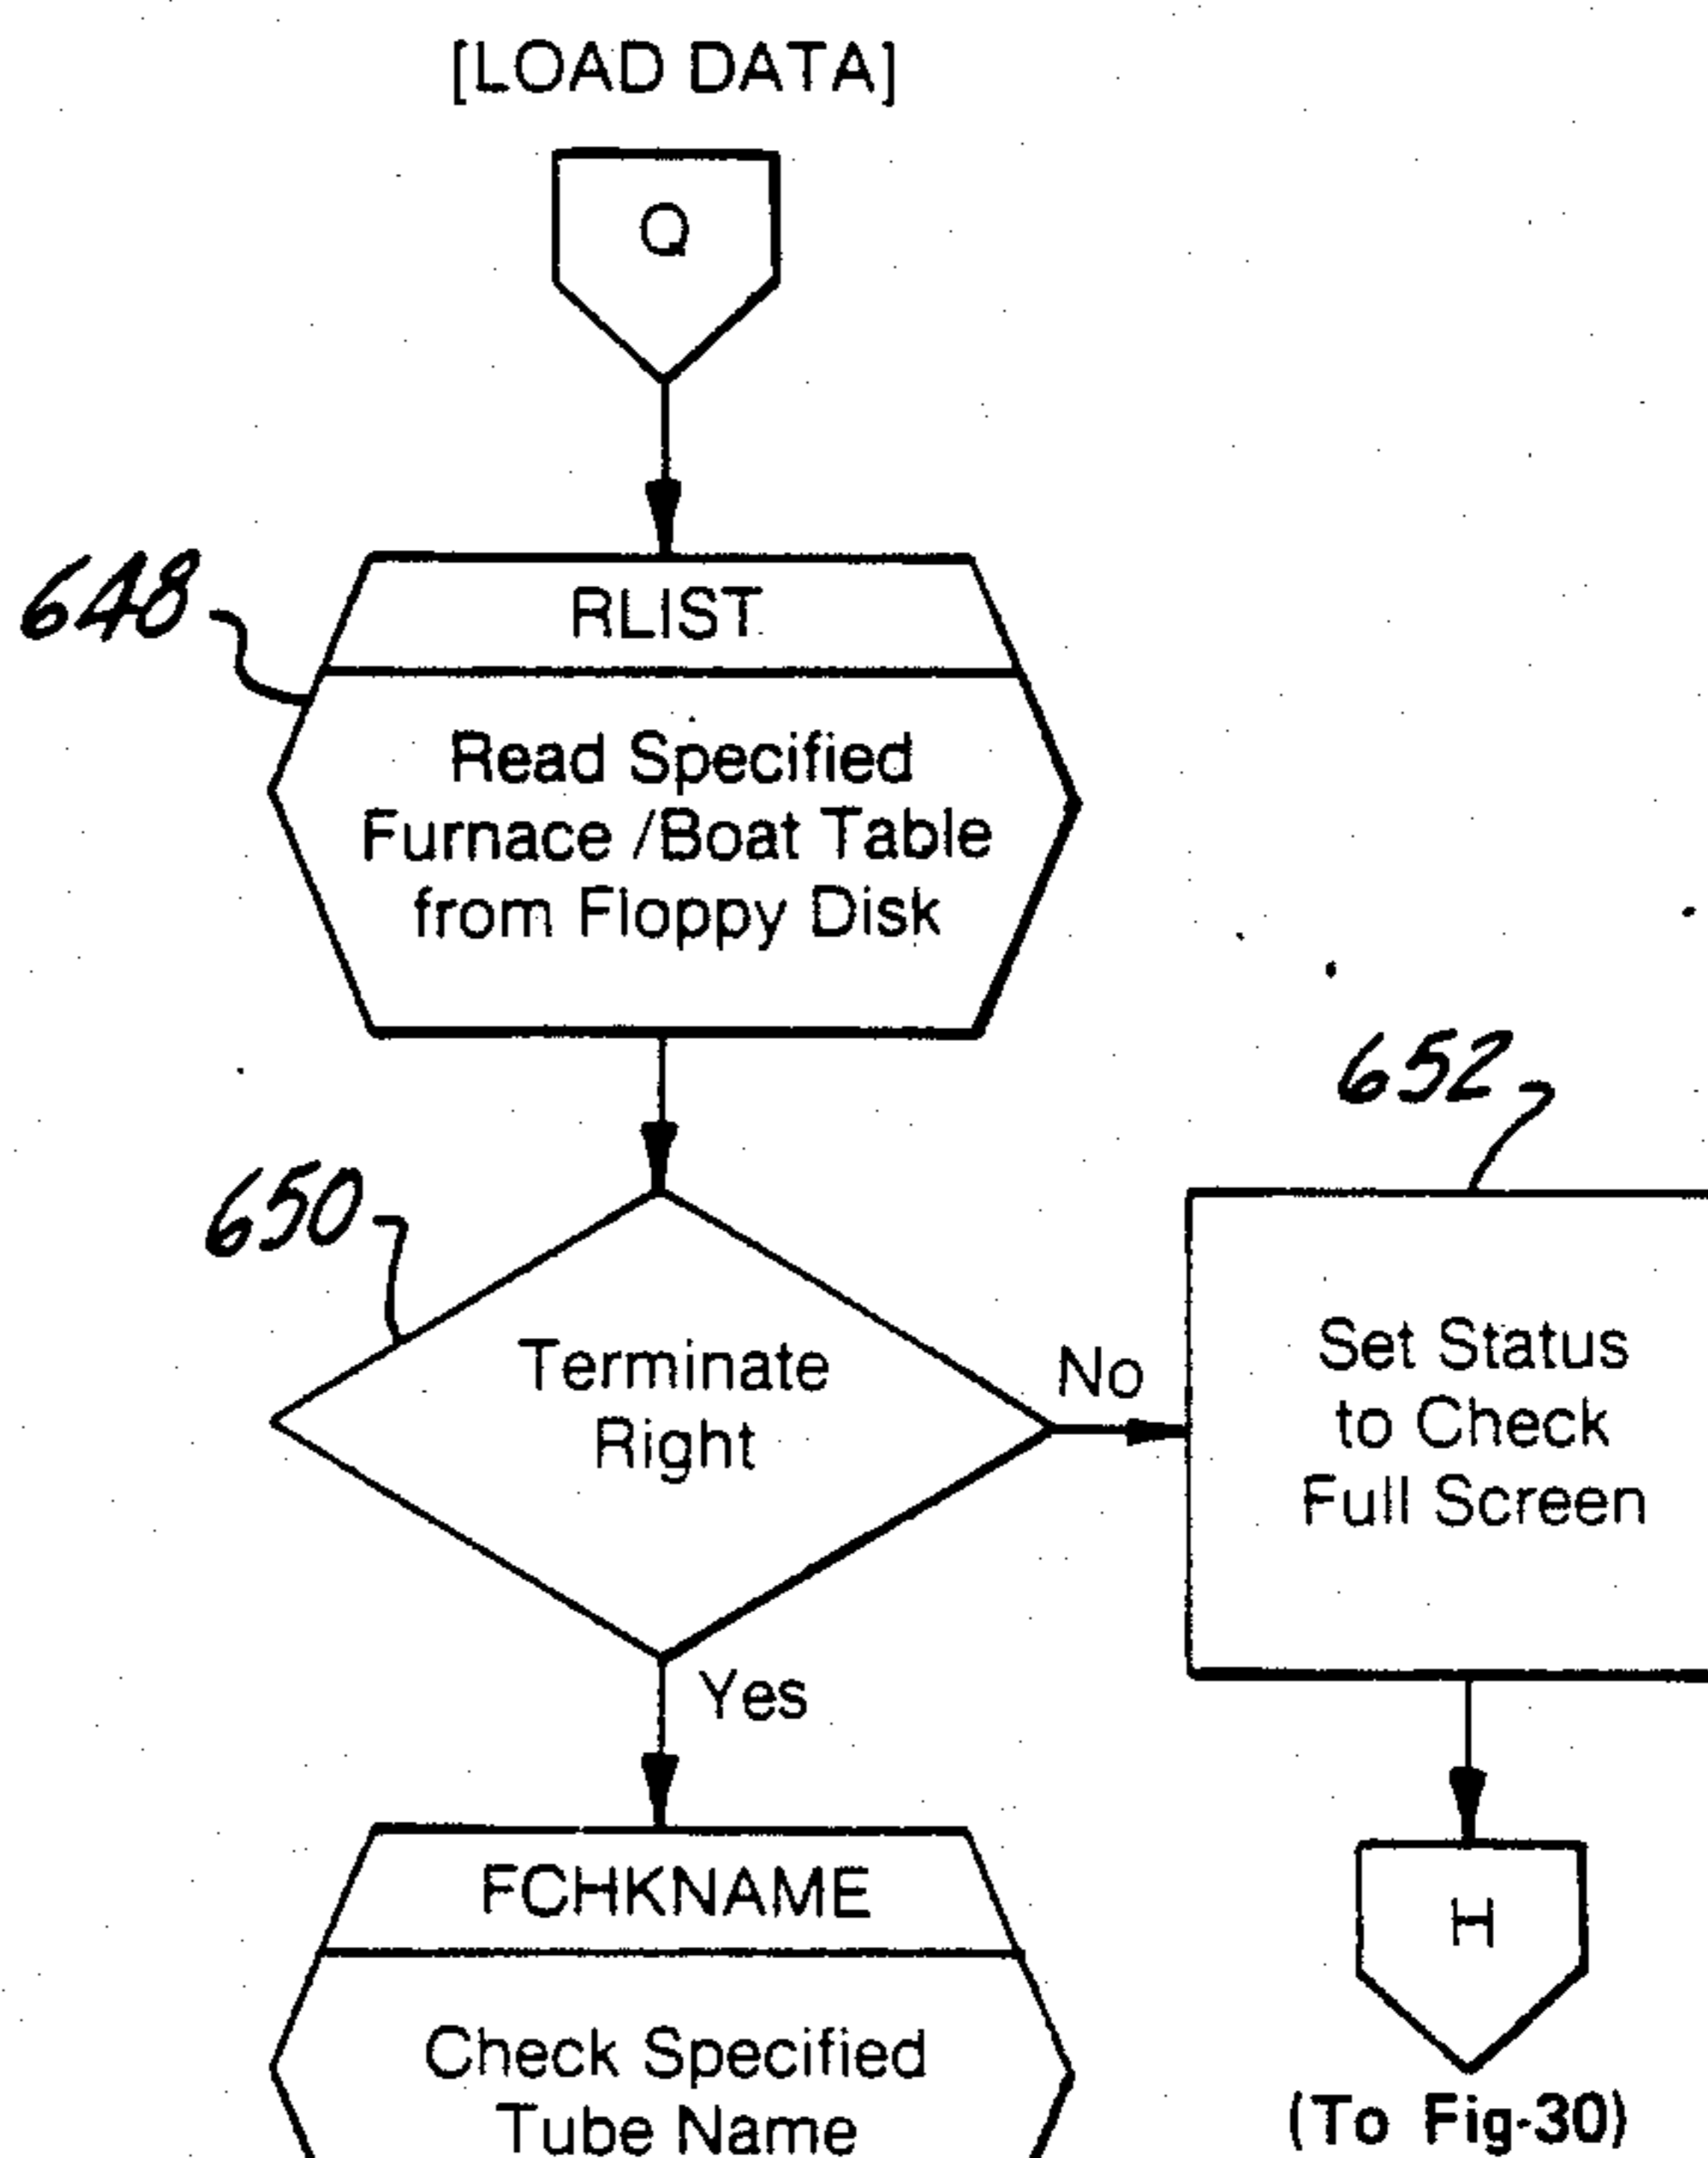 [LOAD DATA]
Q
648
RLIST
Read Specified
Furnace /Boat Table
from Floppy Disk
650
Terminate
Right
No
652
Set Status
to Check
Full Screen
Yes
FCHKNAME
Check Specified
Tube Name
H
(To Fig-30)